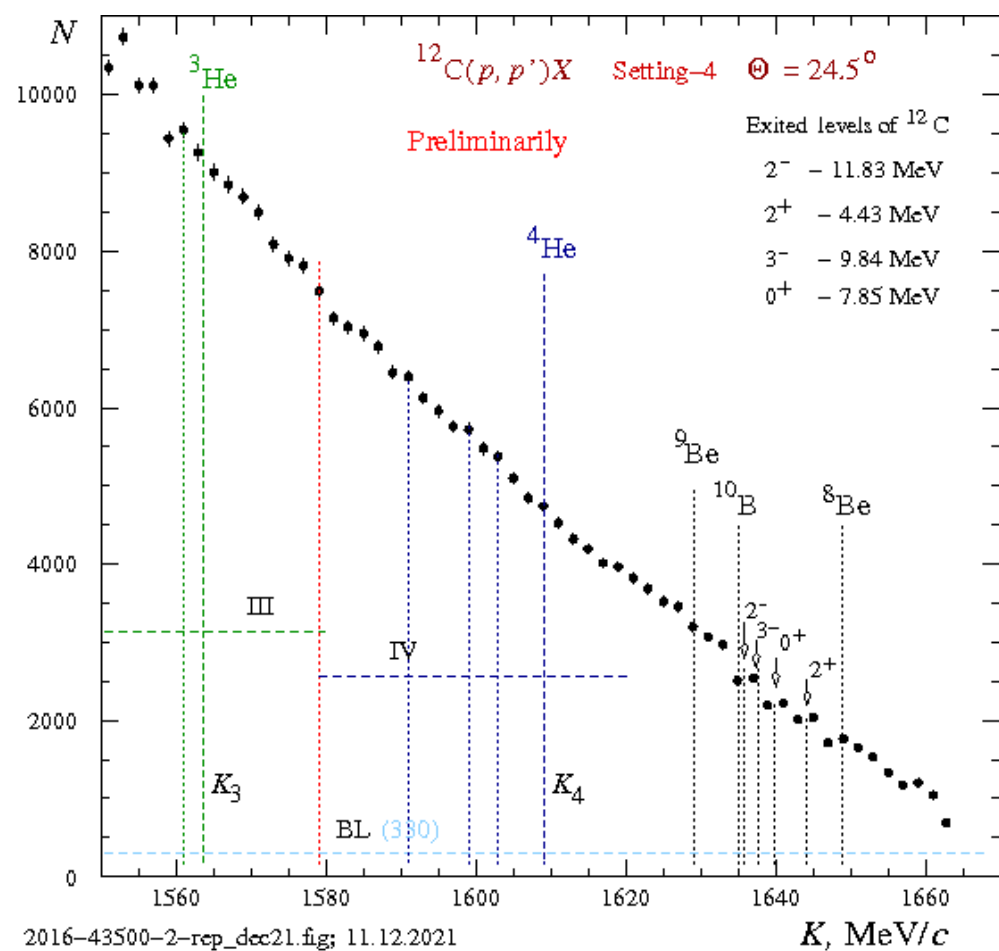 N
¹²C(p, p’)X Setting–4 Θ = 24.5°
³He
Preliminarily
Exited levels of ¹²C
2⁻ – 11.83 MeV
2⁺ – 4.43 MeV
3⁻ – 9.84 MeV
0⁺ – 7.85 MeV
⁴He
⁹Be
¹⁰B
⁸Be
2⁻
3⁻
0⁺
2⁺
III
IV
K₃
K₄
BL (330)
10000
8000
6000
4000
2000
0
1560 1580 1600 1620 1640 1660
K, MeV/c
2016–43500–2–rep_dec21.fig; 11.12.2021